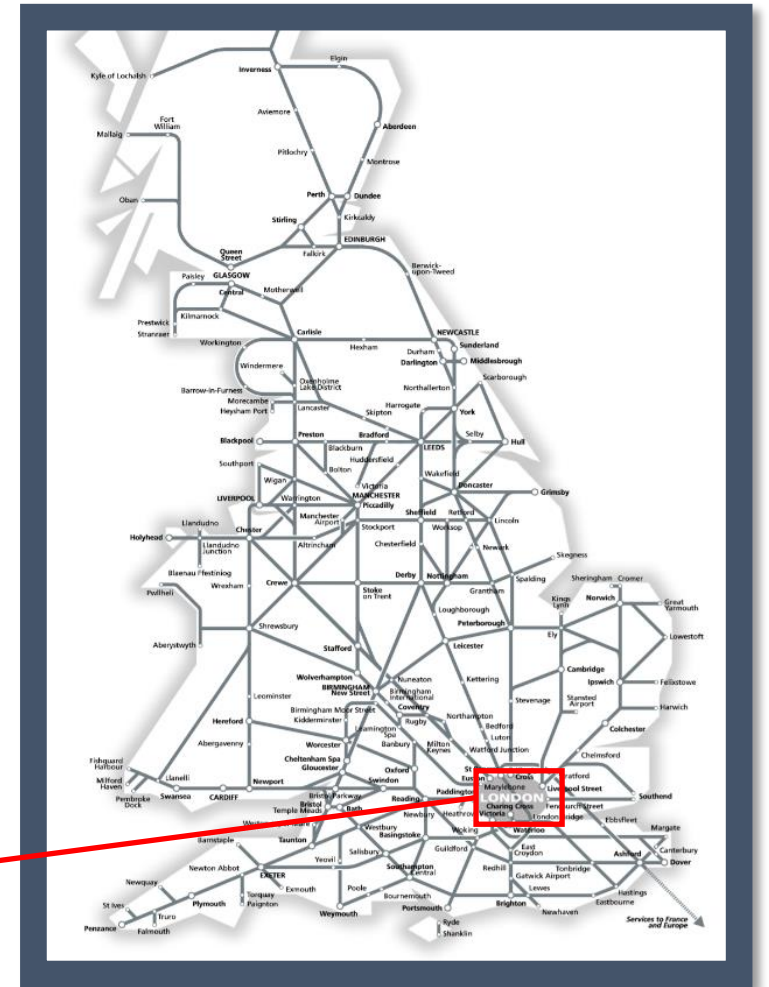 Elgin
Inverness
Kyle of Lochalsh
Aviemore
Fort
William
Mallaig
Aberdeen
Pitlochry
Montrose
Perth
Dundee
Oban
Stirling
Kirkcaldy
EDINBURGH
Queen
Street
Falkirk
Berwick-
upon-Tweed
Paisley
GLASGOW
Central
Motherwell
Prestwick
Kilmarnock
Stranraer
Carlisle
NEWCASTLE
Workington
Hexham
Sunderland
Durham
Darlington
Middlesbrough
Windermere
Scarborough
Oxenholme
Lake District
Barrow-in-Furness
Northallerton
Morecambe
Heysham Port
Lancaster
Harrogate
Skipton
York
Blackpool
Preston
Bradford
Selby
Hull
Blackburn
LEEDS
Southport
Huddersfield
Bolton
Wakefield
Wigan
Victoria
Doncaster
LIVERPOOL
Warrington
MANCHESTER
Piccadilly
Grimsby
Manchester
Airport
Sheffield
Retford
Llandudno
Stockport
Worksop
Lincoln
Holyhead
Chester
Llandudno
Junction
Altrincham
Chesterfield
Newark
Skegness
Blaenau Ffestiniog
Wrexham
Crewe
Derby
Nottingham
Spalding
Sheringham
Cromer
Pwllheli
Stoke
on Trent
Grantham
Kings
Lynn
Norwich
Great
Yarmouth
Loughborough
Peterborough
Shrewsbury
Ely
Lowestoft
Aberystwyth
Stafford
Leicester
Wolverhampton
Nuneaton
Kettering
Cambridge
BIRMINGHAM
New Street
Birmingham
International
Ipswich
Felixstowe
Leominster
Stevenage
Stansted
Airport
Birmingham Moor Street
Coventry
Harwich
Hereford
Kidderminster
Rugby
Northampton
Leamington
Spa
Bedford
Colchester
Abergavenny
Worcester
Banbury
Milton
Keynes
Luton
Watford Junction
Chelmsford
Cheltenham Spa
Gloucester
Fishguard
Harbour
Oxford
Euston
Cross
Stratford
Milford
Haven
Llanelli
Swindon
Marylebone
Liverpool Street
Pembroke
Dock
Swansea
CARDIFF
Newport
Bristol Parkway
Reading
Paddington
LONDON
Fenchurch Street
Southend
Bristol
Temple Meads
Bath
Newbury
Heathrow
Charing Cross
Victoria
London Bridge
Ebbsfleet
Westbury
Basingstoke
Woking
Waterloo
Margate
Barnstaple
Taunton
Salisbury
Guildford
East
Croydon
Canterbury
Newton Abbot
Yeovil
Southampton
Central
Redhill
Tonbridge
Ashford
Dover
EXETER
Gatwick Airport
Newquay
Exmouth
Poole
Lewes
Hastings
Torquay
Paignton
Bournemouth
Eastbourne
St Ives
Plymouth
Portsmouth
Brighton
Newhaven
Truro
Weymouth
Penzance
Falmouth
Ryde
Shanklin
Services to France
and Europe